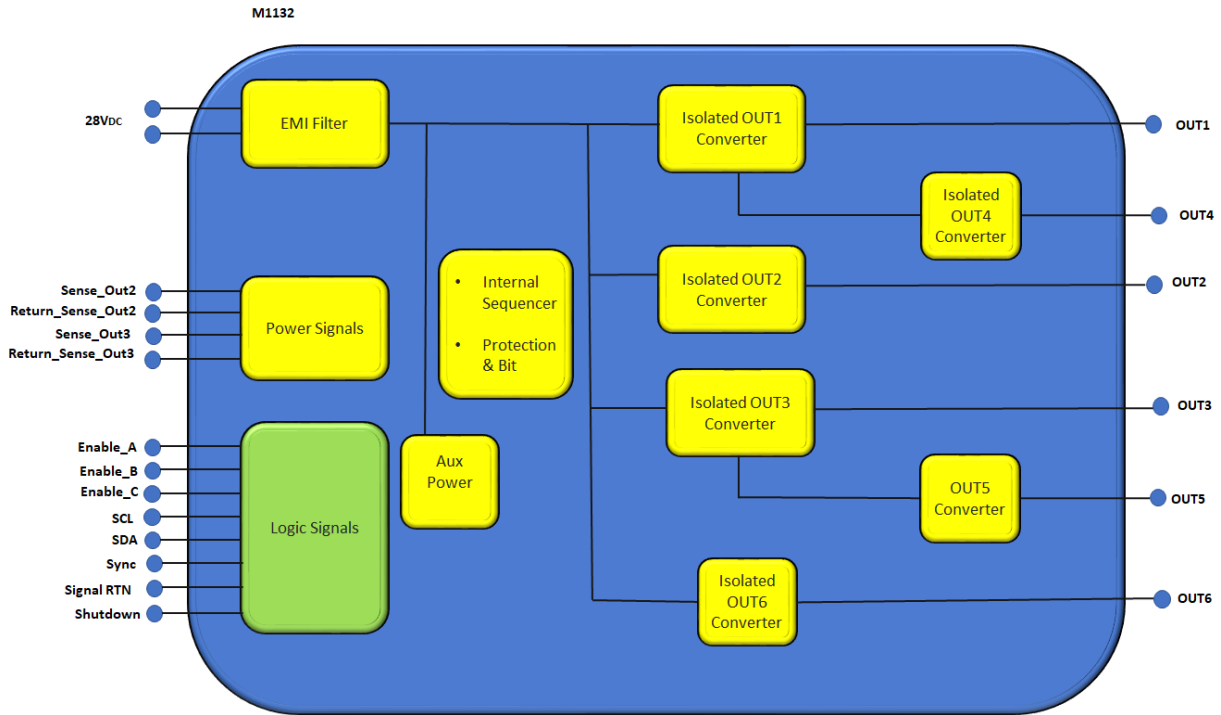 M1132
28VDC
EMI Filter
Isolated OUT1
Converter
OUT1
Isolated
OUT4
Converter
OUT4
Sense_Out2
Return_Sense_Out2
Sense_Out3
Return_Sense_Out3
Power Signals
• Internal
Sequencer
• Protection
& Bit
Isolated OUT2
Converter
OUT2
Isolated OUT3
Converter
OUT3
Enable_A
Enable_B
Enable_C
SCL
SDA
Sync
Signal RTN
Shutdown
Logic Signals
Aux
Power
OUT5
Converter
OUT5
Isolated
OUT6
Converter
OUT6